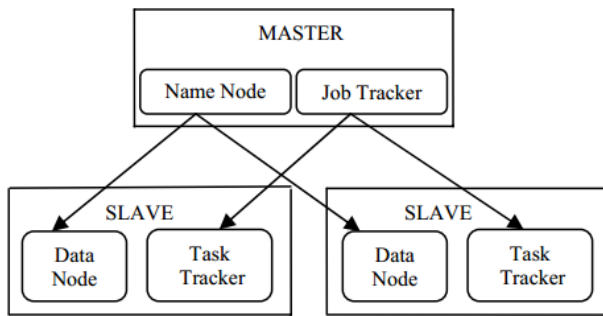 MASTER
Name Node
Job Tracker
SLAVE
Data
Node
Task
Tracker
SLAVE
Data
Node
Task
Tracker